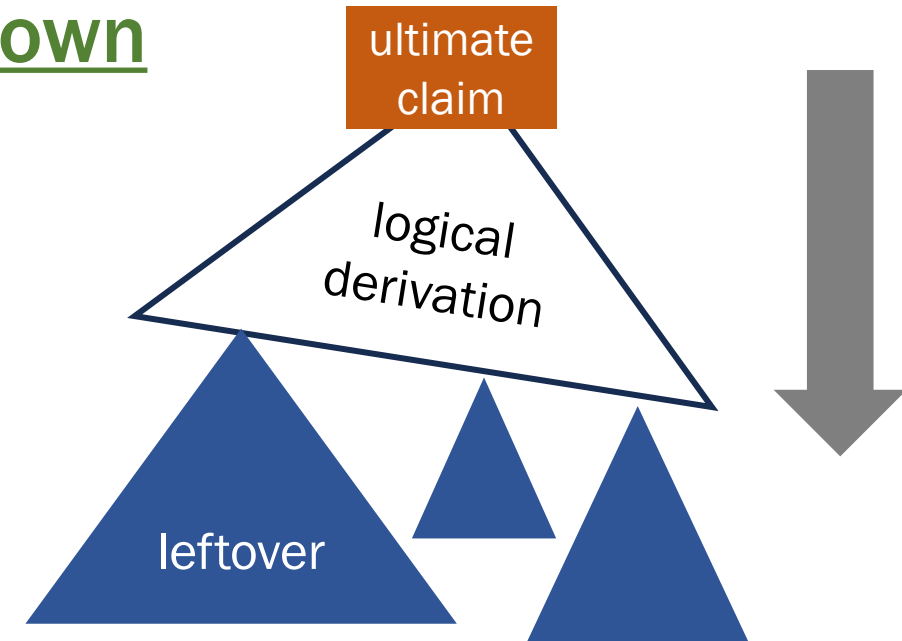 own
ultimate
claim
logical
derivation
leftover